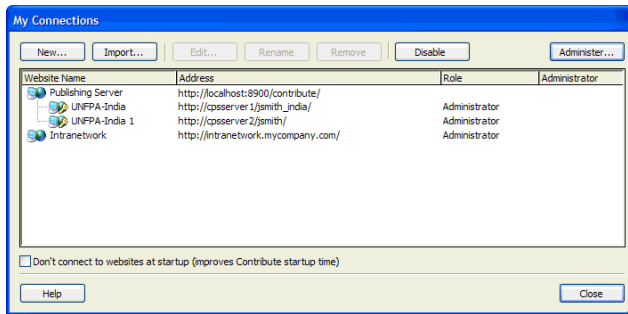 My Connections
New... Import... Edit... Rename Remove Disable Administer...
Website Name Address Role Administrator
Publishing Server http://localhost:8900/contribute/
UNFPA-India http://cpsserver1/jsmith_india/ Administrator
UNFPA-India 1 http://cpsserver2/jsmith/ Administrator
Intranetwork http://intranetwork.mycompany.com/
Don't connect to websites at startup (improves Contribute startup time)
Help Close